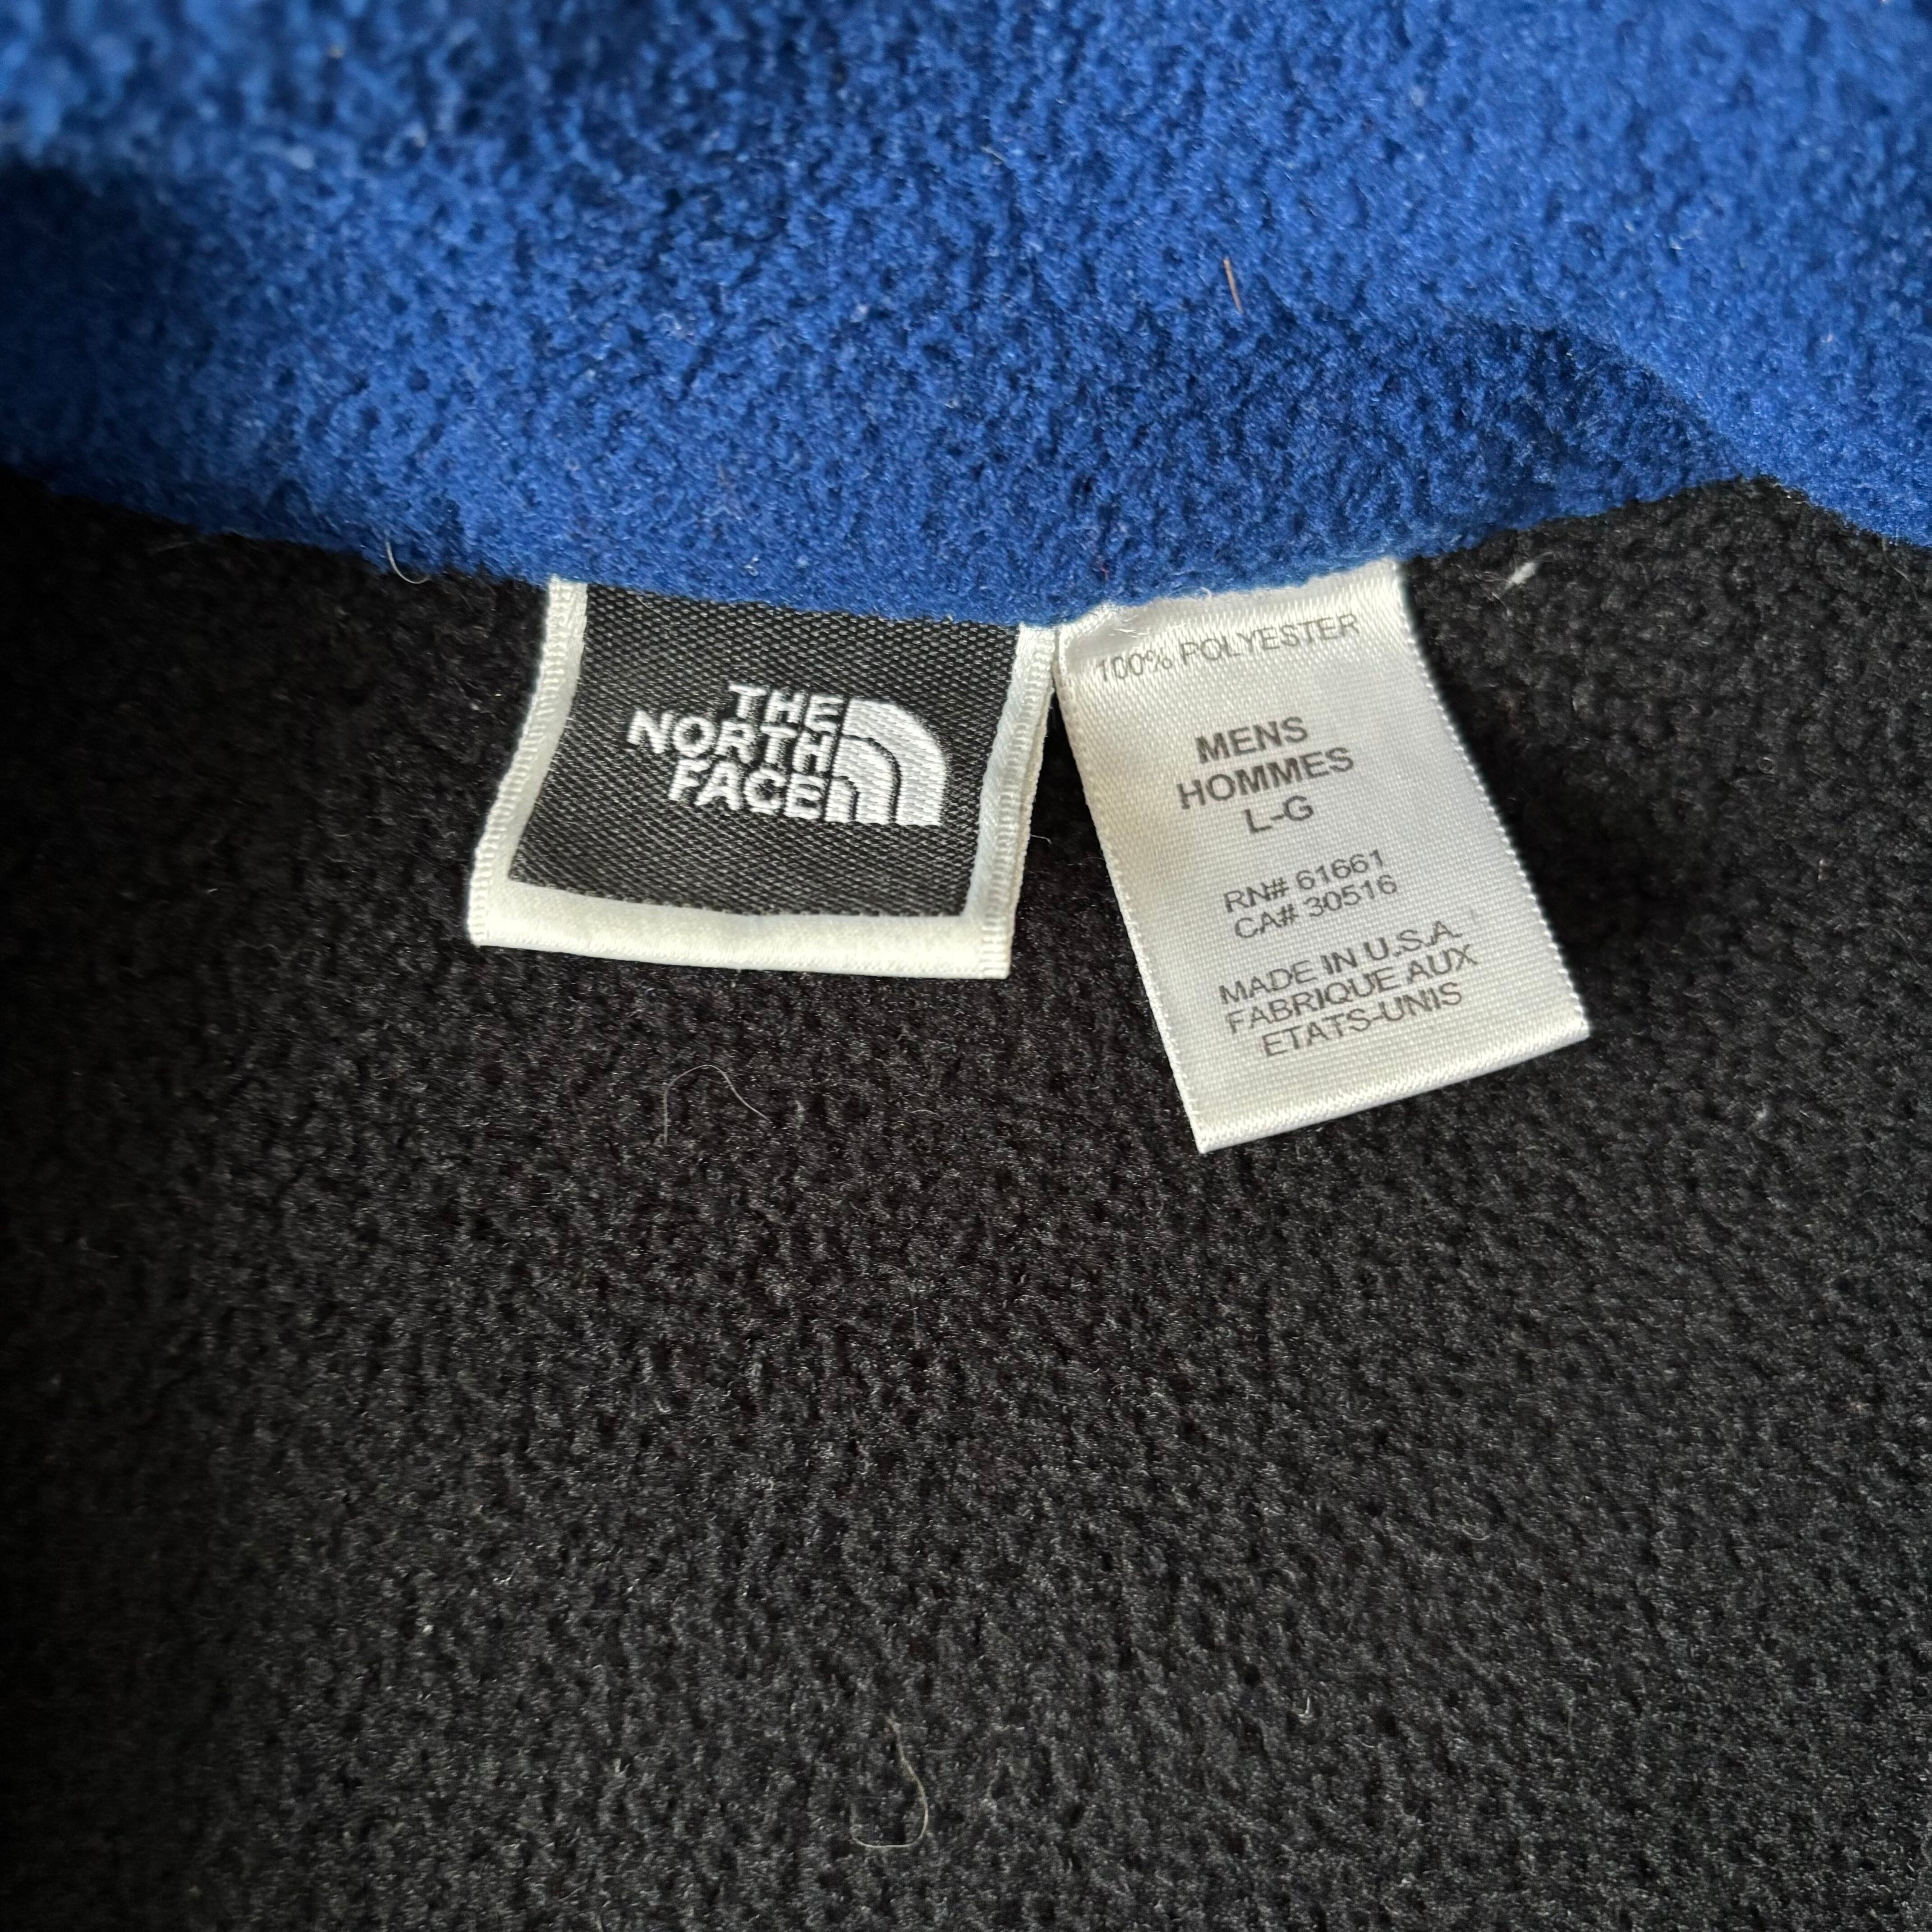 THE
NORTH
FACE
100% POLYESTER
MENS
HOMMES
L-G
RN# 61661
CA# 30516
MADE IN U.S.A.
FABRIQUE AUX
ETATS-UNIS